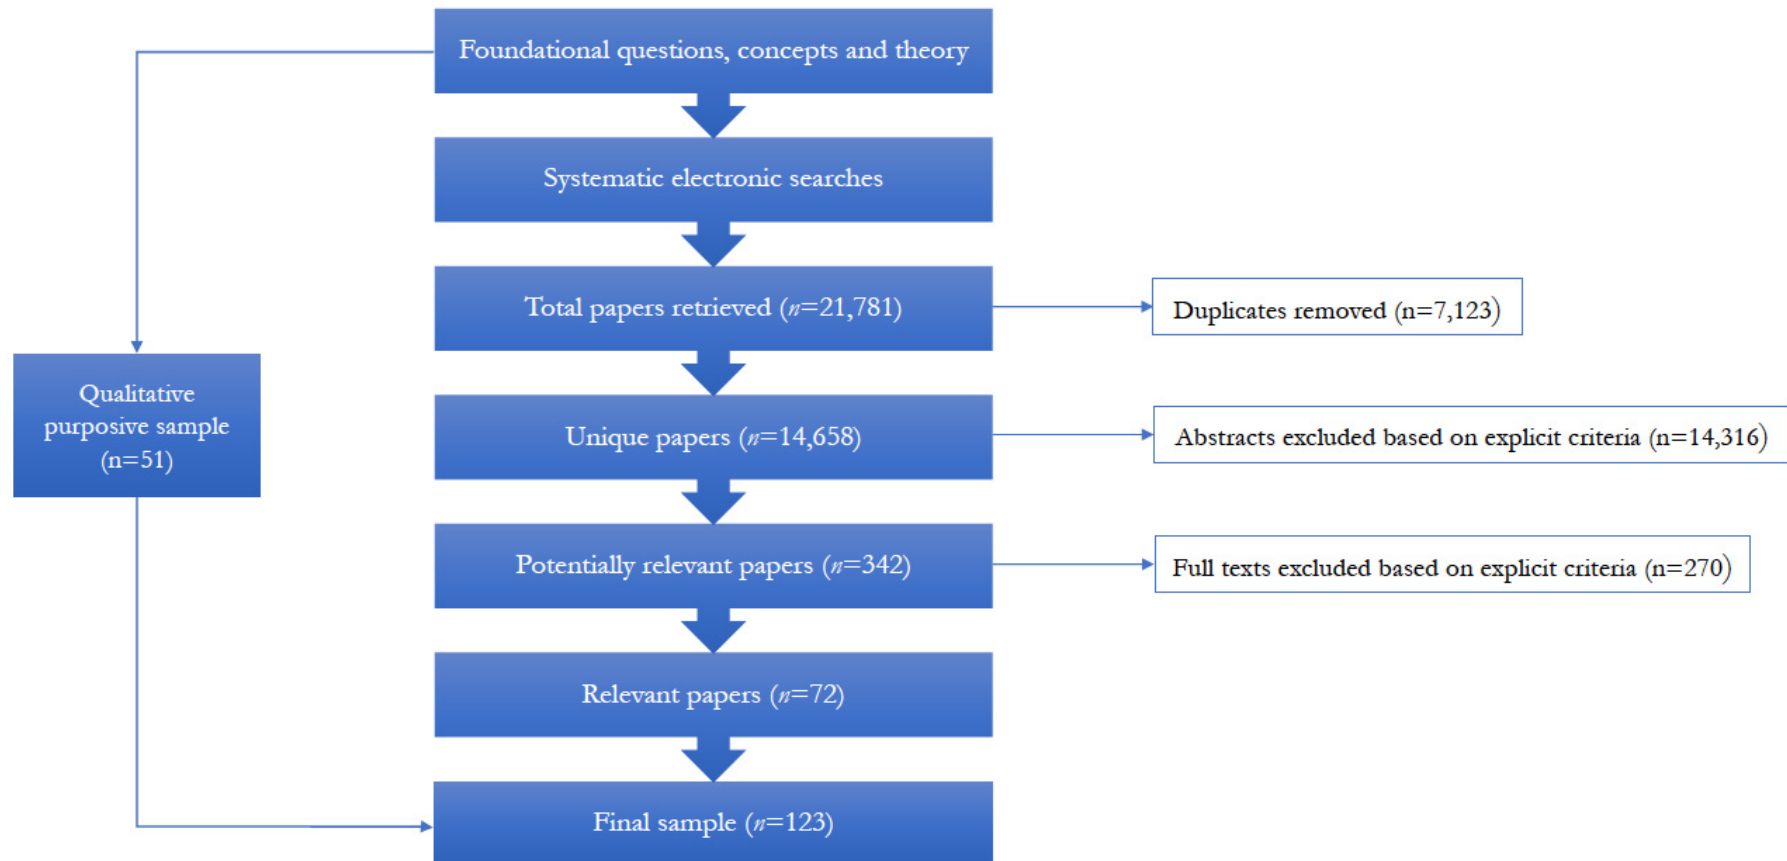 Foundational questions, concepts and theory
Systematic electronic searches
Total papers retrieved (n=21,781)
Duplicates removed (n=7,123)
Qualitative
purposive sample
(n=51)
Unique papers (n=14,658)
Abstracts excluded based on explicit criteria (n=14,316)
Potentially relevant papers (n=342)
Full texts excluded based on explicit criteria (n=270)
Relevant papers (n=72)
Final sample (n=123)